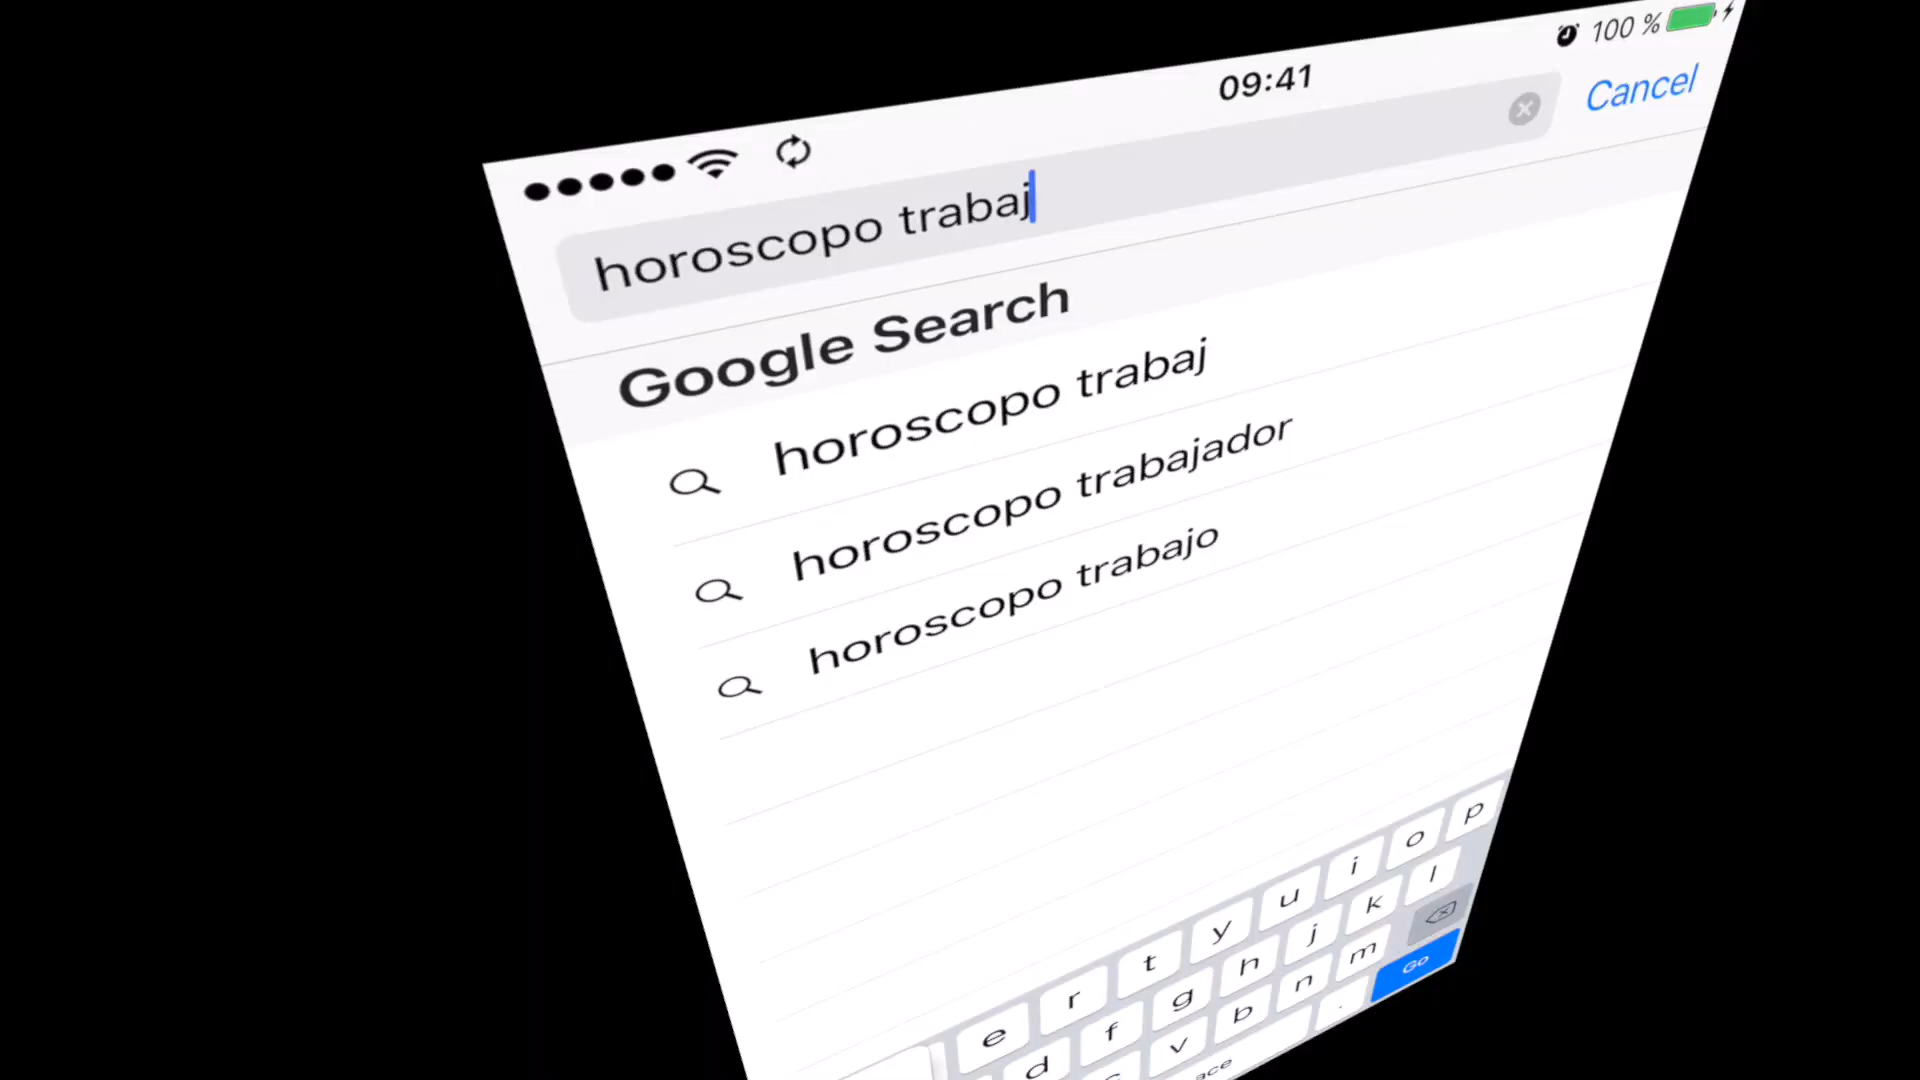 09:41
100 %
horoscopo trabaj
Cancel
Google Search
horoscopo trabaj
horoscopo trabajador
horoscopo trabajo
e r t y u i o p
d f g h j k l
v b n m
.
Go